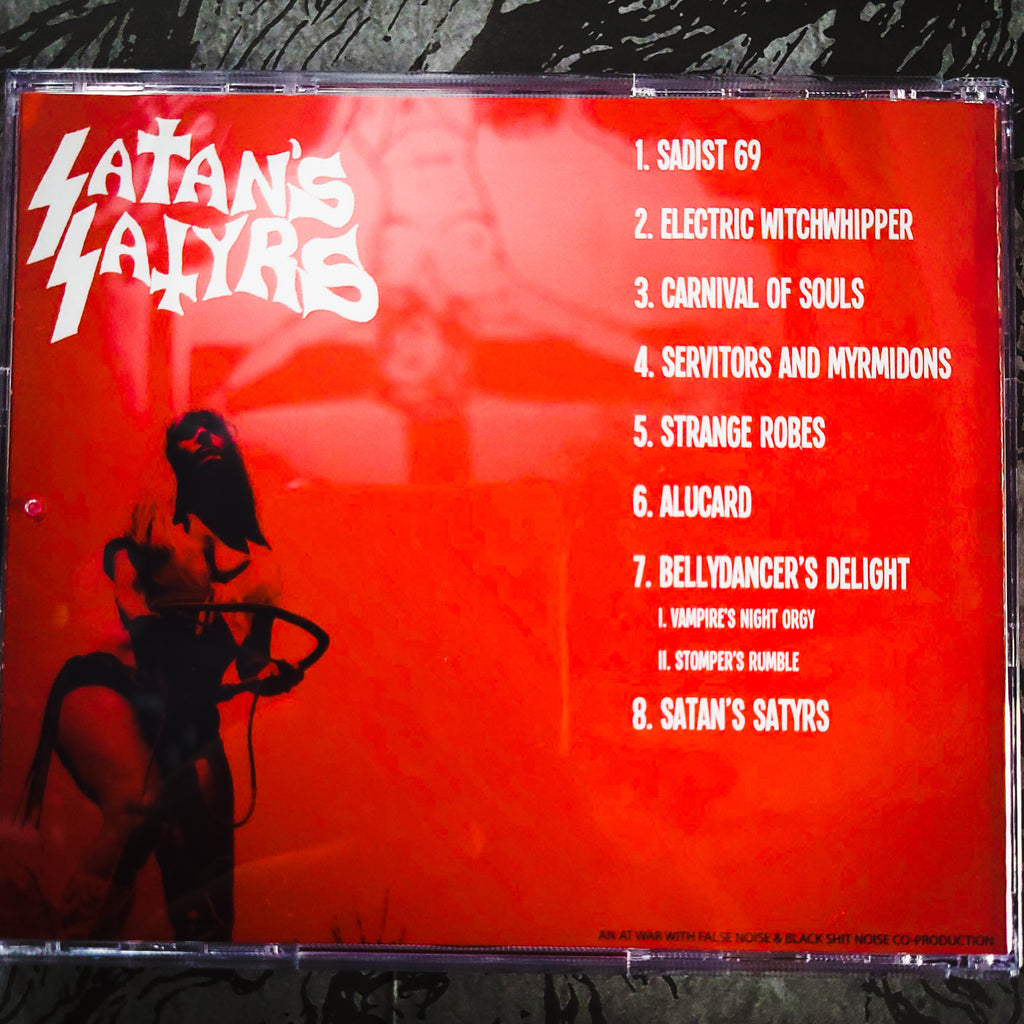 SATAN'S
SATYRS
1. SADIST 69
2. ELECTRIC WITCHWHIPPER
3. CARNIVAL OF SOULS
4. SERVITORS AND MYRMIDONS
5. STRANGE ROBES
6. ALUCARD
7. BELLYDANCER'S DELIGHT
I. VAMPIRE'S NIGHT ORGY
II. STOMPER'S RUMBLE
8. SATAN'S SATYRS
AN AT WAR WITH FALSE NOISE & BLACK SHIT NOISE CO-PRODUCTION